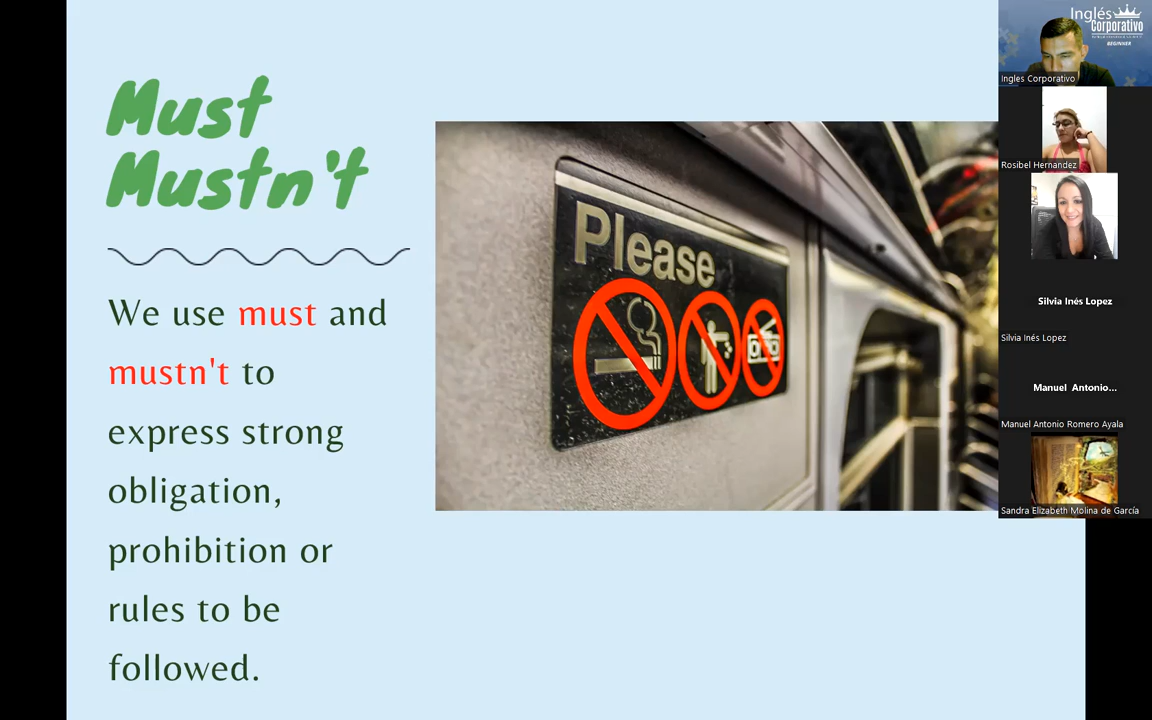 Must
Mustn't
We use must and
mustn't to
express strong
obligation,
prohibition or
rules to be
followed.
Please
Inglés
Corporativo
BEGINNER
Ingles Corporativo
Rosibel Hernandez
Silvia Inés Lopez
Silvia Inés Lopez
Manuel Antonio...
Manuel Antonio Romero Ayala
Sandra Elizabeth Molina de García